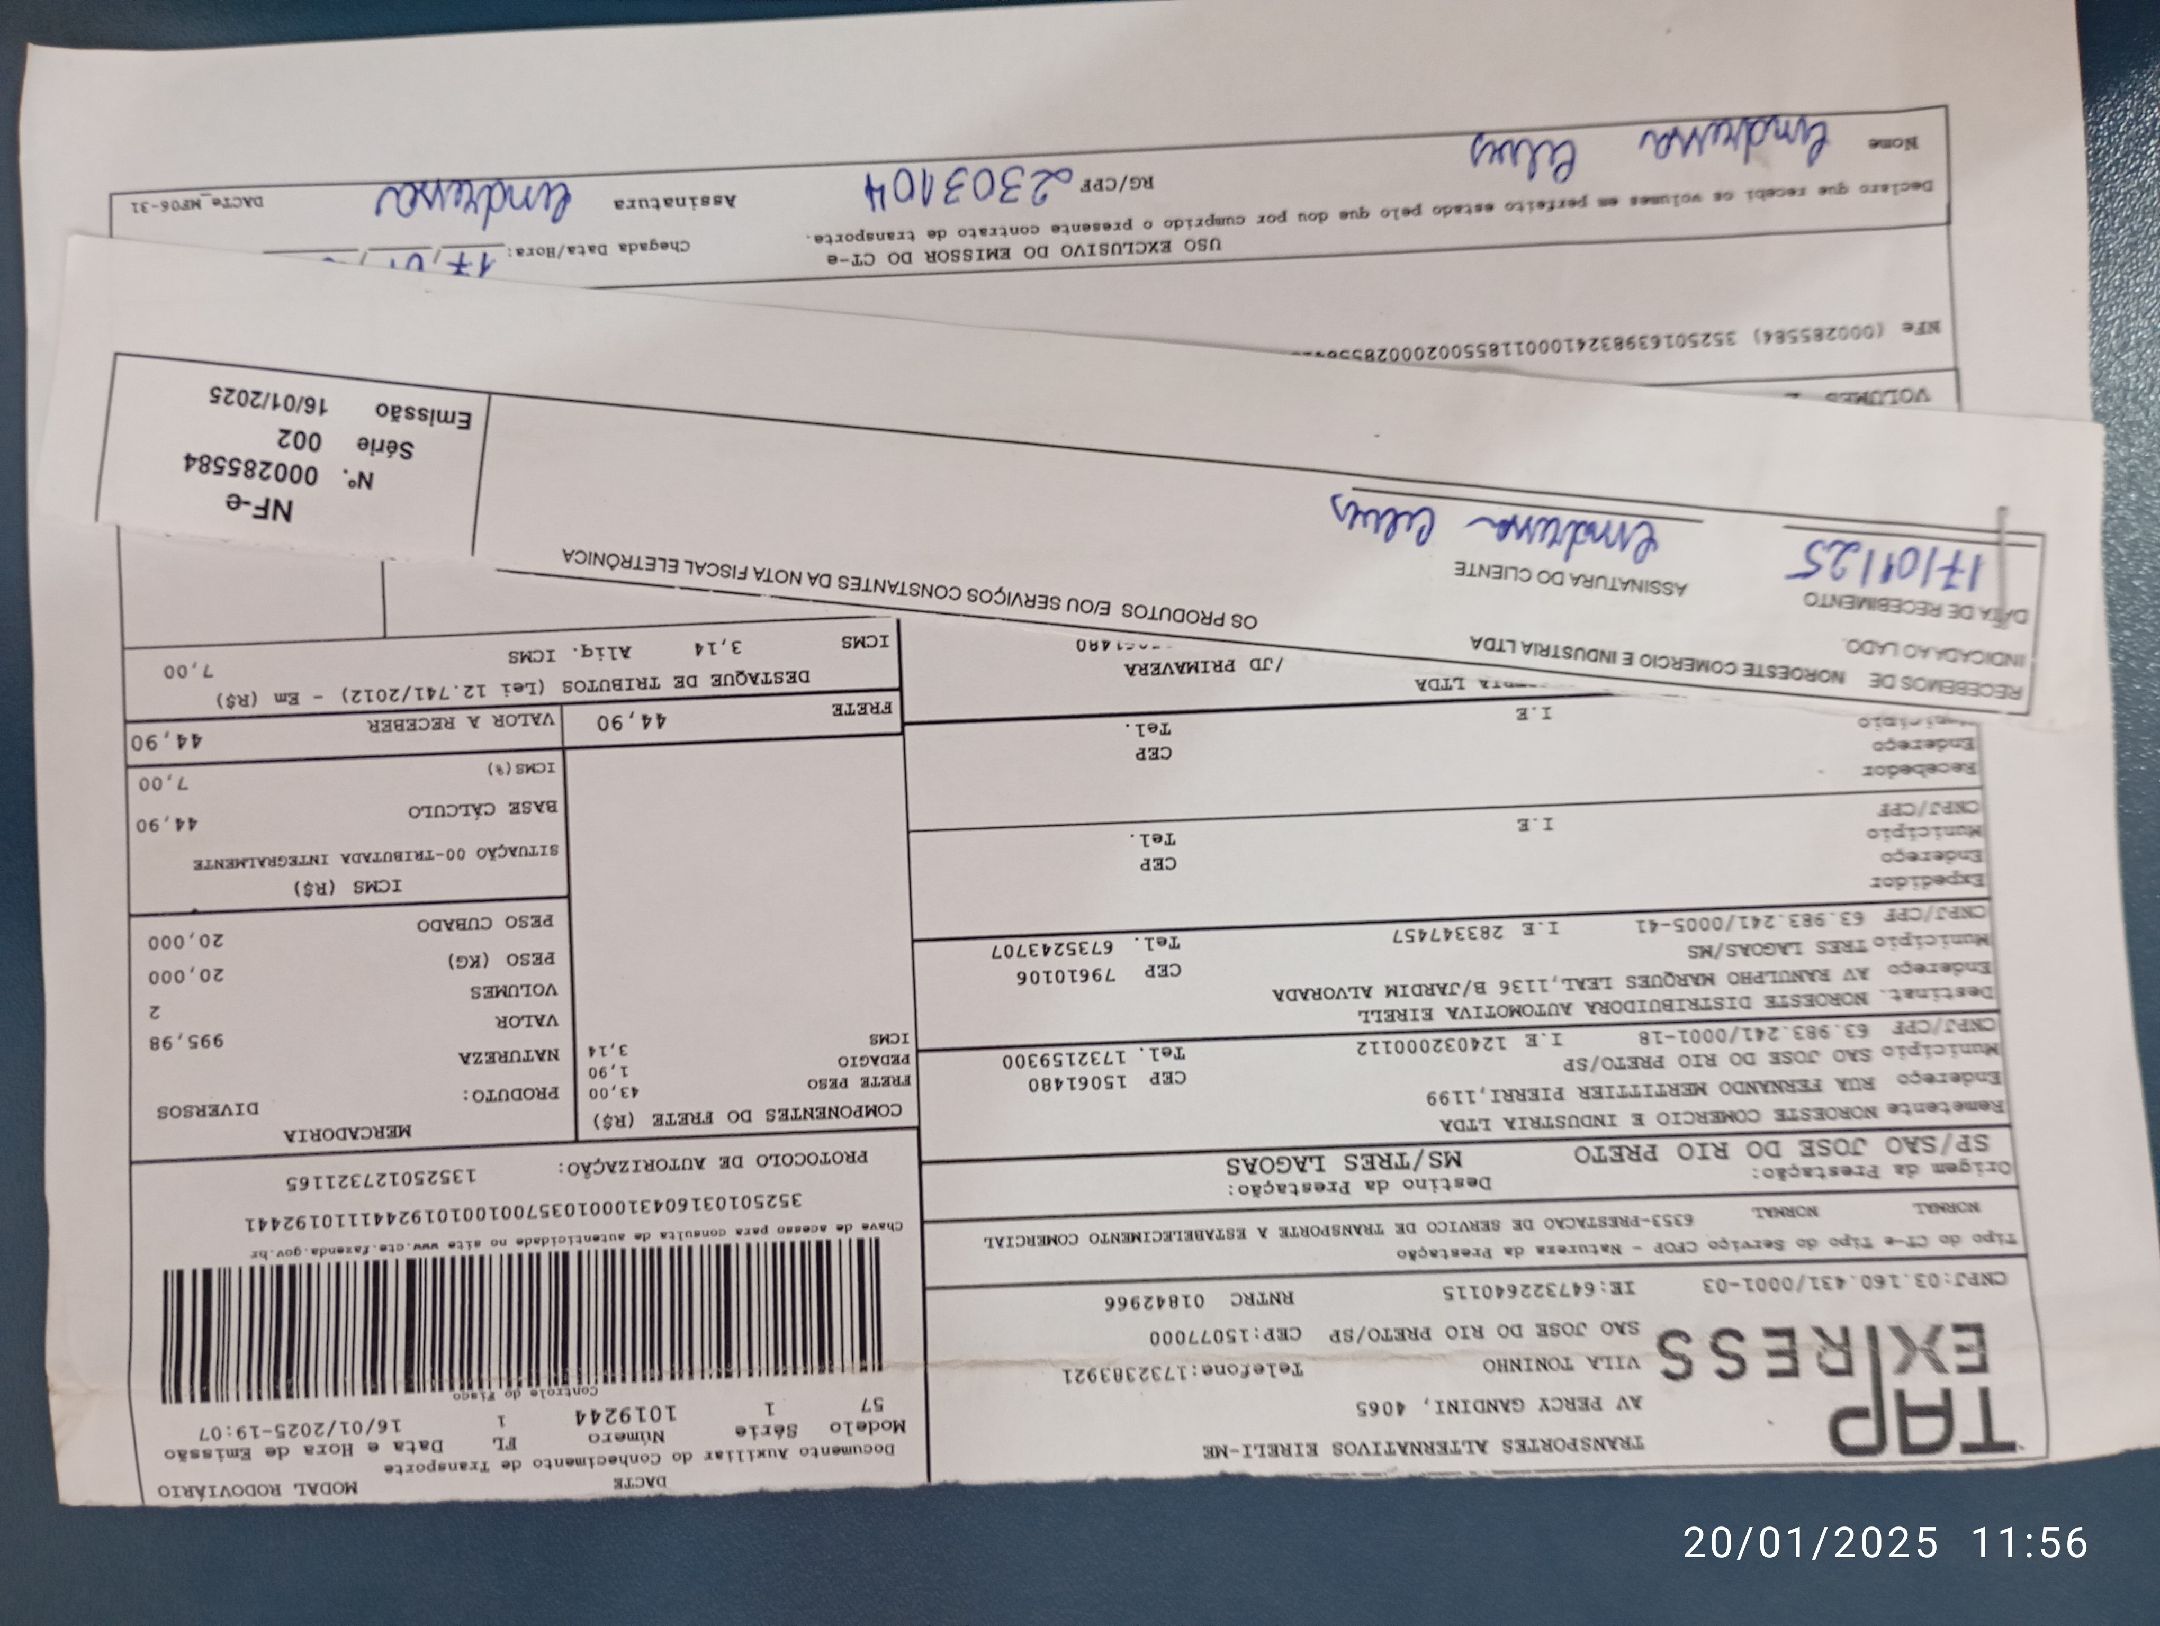 TAP
EXPRESS
TRANSPORTES ALTERNATIVOS EIRELI-ME
AV PERCY GANDINI, 4065
VILA TONINHO Telefone:1732383921
SAO JOSE DO RIO PRETO/SP CEP:15077000
CNPJ:03.160.431/0001-03 IE:647322640115 RNTRC 01842966
DACTE MODAL RODOVIÁRIO
Documento Auxiliar do Conhecimento de Transporte
Modelo Série Número FL Data e Hora de Emissão
57 1 1019244 1 16/01/2025-19:07
Controle do Fisco
Chave de acesso para consulta de autenticidade no site www.cte.fazenda.gov.br
35250103160431000103570010010192441110192441
PROTOCOLO DE AUTORIZAÇÃO: 135250127321165
Tipo do CT-e Tipo do Serviço CFOP - Natureza da Prestação
NORMAL NORMAL 6353-PRESTACAO DE SERVICO DE TRANSPORTE A ESTABELECIMENTO COMERCIAL
Origem da Prestação: Destino da Prestação:
SP/SAO JOSE DO RIO PRETO MS/TRES LAGOAS
Remetente NOROESTE COMERCIO E INDUSTRIA LTDA
Endereço RUA FERNANDO MERTITTIER PIERRI,1199
Município SAO JOSE DO RIO PRETO/SP CEP 15061480
CNPJ/CPF 63.983.241/0001-18 I.E 124032000112 Tel. 1732159300
Destinat. NOROESTE DISTRIBUIDORA AUTOMOTIVA EIRELL
Endereço AV RANULPHO MARQUES LEAL,1136 B/JARDIM ALVORADA
Município TRES LAGOAS/MS CEP 79610106
CNPJ/CPF 63.983.241/0005-41 I.E 283347457 Tel. 6735243707
Expedidor
Endereço
Município CEP
CNPJ/CPF I.E Tel.
Recebedor
Endereço CEP
Município I.E Tel.
LTDA
/JD PRIMAVERA
COMPONENTES DO FRETE (R$)
FRETE PESO 43,00
PEDAGIO 1,90
ICMS 3,14
MERCADORIA
PRODUTO: DIVERSOS
NATUREZA
VALOR 995,98
VOLUMES 2
PESO (KG) 20,000
PESO CUBADO 20,000
ICMS (R$)
SITUAÇÃO 00-TRIBUTADA INTEGRALMENTE
BASE CÁLCULO 44,90
ICMS(%) 7,00
FRETE 44,90 VALOR A RECEBER 44,90
DESTAQUE DE TRIBUTOS (Lei 12.741/2012) - Em (R$)
ICMS 3,14 Aliq. ICMS 7,00
RECEBEMOS DE NOROESTE COMERCIO E INDUSTRIA LTDA OS PRODUTOS E/OU SERVIÇOS CONSTANTES DA NOTA FISCAL ELETRÔNICA
INDICADA AO LADO.
DATA DE RECEBIMENTO ASSINATURA DO CLIENTE
17/01/25 Andressa Alves
NF-e
Nº. 000285584
Série 002
Emissão 16/01/2025
VOLUMES
NFe (000285584)
USO EXCLUSIVO DO EMISSOR DO CT-e
Chegada Data/Hora: 17/01/
Declaro que recebi os volumes em perfeito estado pelo que dou por cumprido o presente contrato de transporte.
Nome Andressa Alves RG/CPF 2303104 Assinatura Andressa
DACTe_MF06-31
20/01/2025 11:56